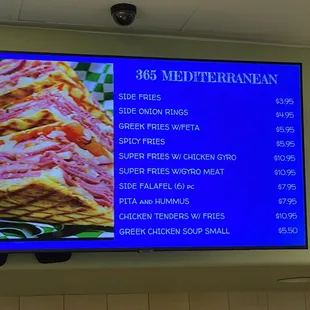 365 MEDITERRANEAN
SIDE FRIES $3.95
SIDE ONION RINGS $4.95
GREEK FRIES W/FETA $5.95
SPICY FRIES $5.95
SUPER FRIES W/ CHICKEN GYRO $10.95
SUPER FRIES W/GYRO MEAT $10.95
SIDE FALAFEL (6) PC $7.95
PITA AND HUMMUS $7.95
CHICKEN TENDERS W/ FRIES $10.95
GREEK CHICKEN SOUP SMALL $5.50